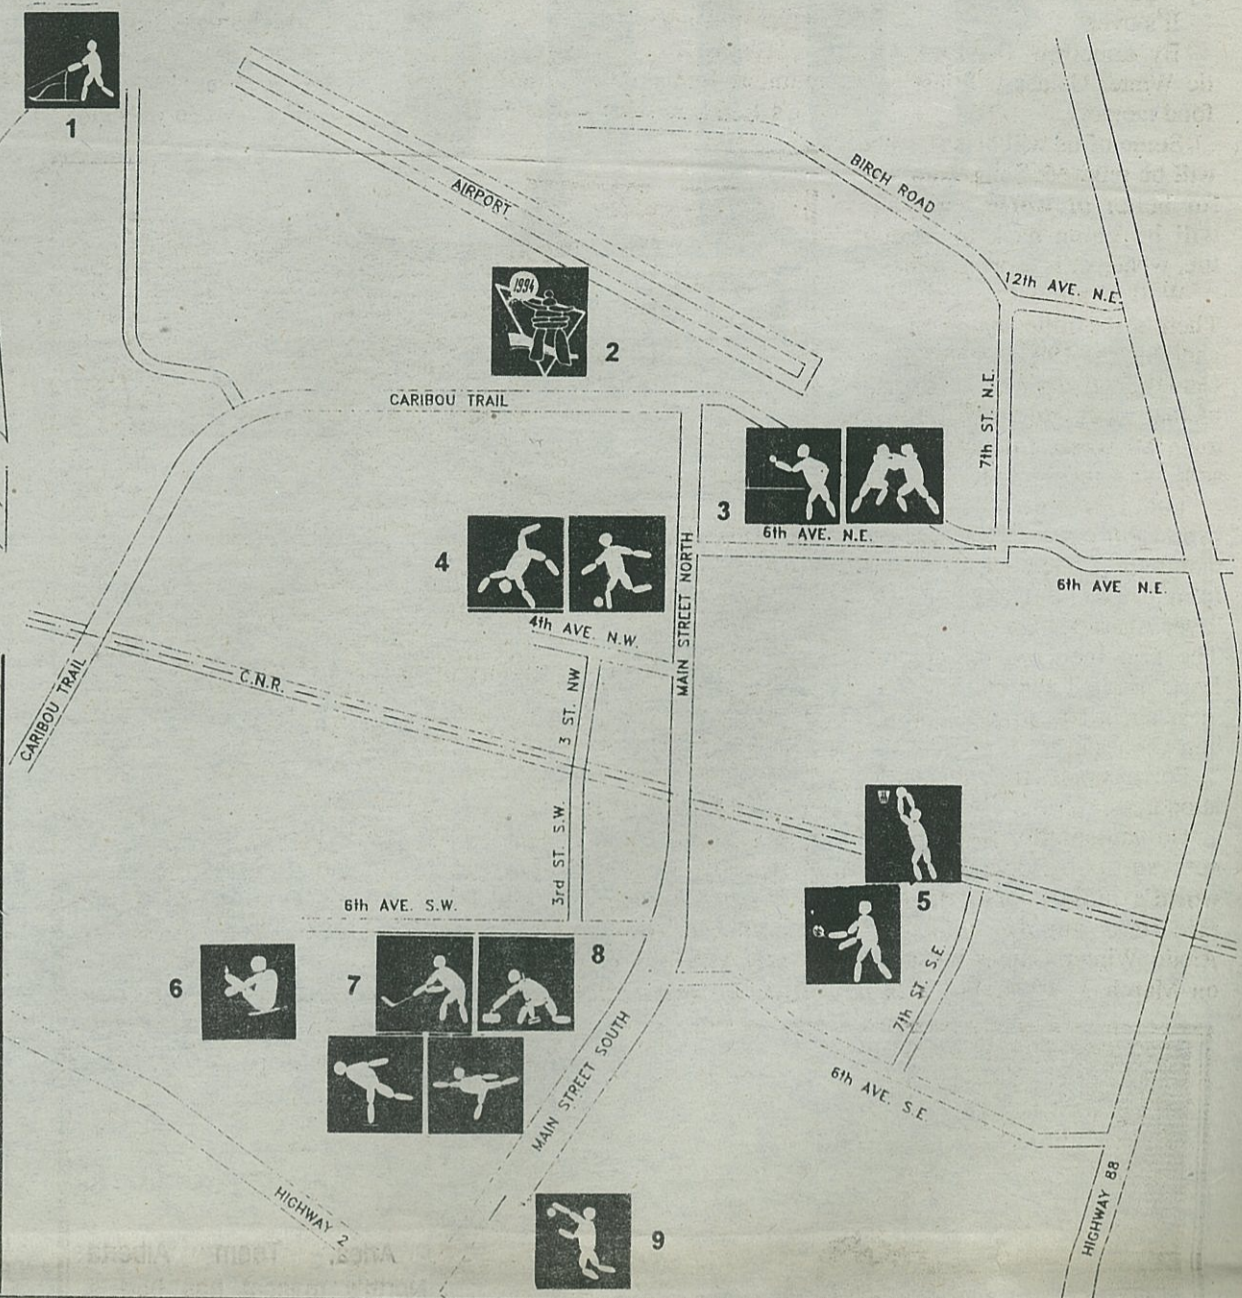 1
AIRPORT
BIRCH ROAD
12th AVE. N.E.
1994
2
CARIBOU TRAIL
7th ST. N.E.
3
6th AVE. N.E.
4
MAIN STREET NORTH
6th AVE N.E.
4th AVE. N.W.
CARIBOU TRAIL
C.N.R.
3 ST. NW
3rd ST. S.W.
5
6th AVE. S.W.
8
6
7
7th ST. S.E.
MAIN STREET SOUTH
6th AVE. S.E.
HIGHWAY 2
HIGHWAY 88
9